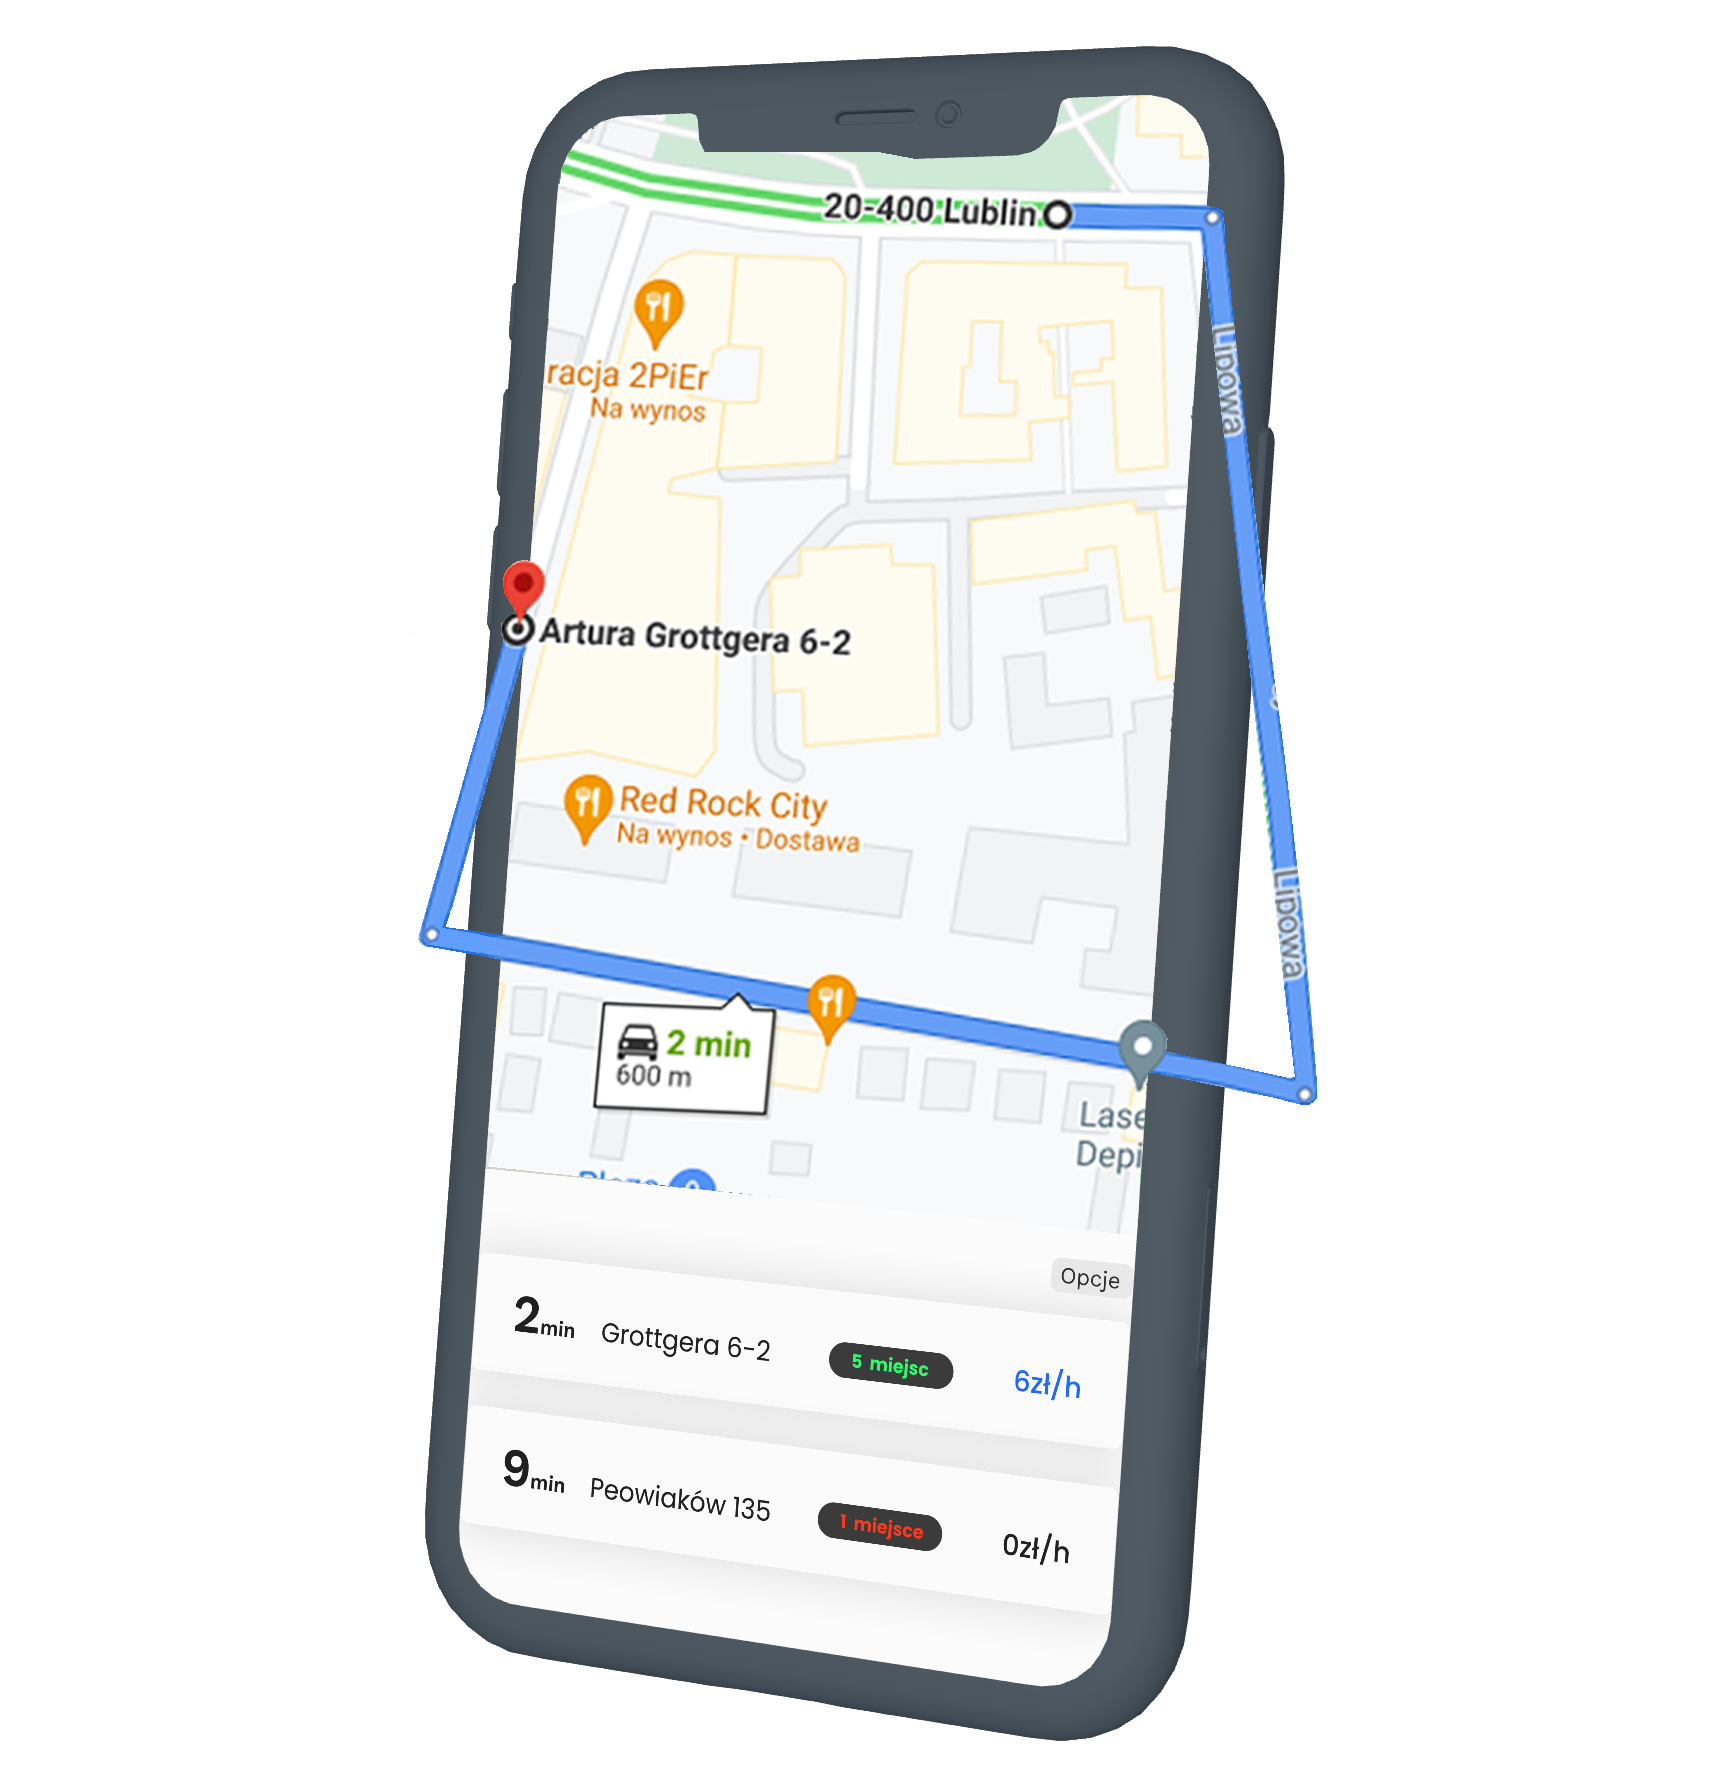 20-400 Lublin
Lipowa
racja 2PiEr
Na wynos
Artura Grottgera 6-2
Red Rock City
Na wynos • Dostawa
Lipowa
2 min
600 m
Lase
Depi
Opcje
2min Grottgera 6-2 5 miejsc 6zł/h
9min Peowiaków 135 1 miejsce 0zł/h